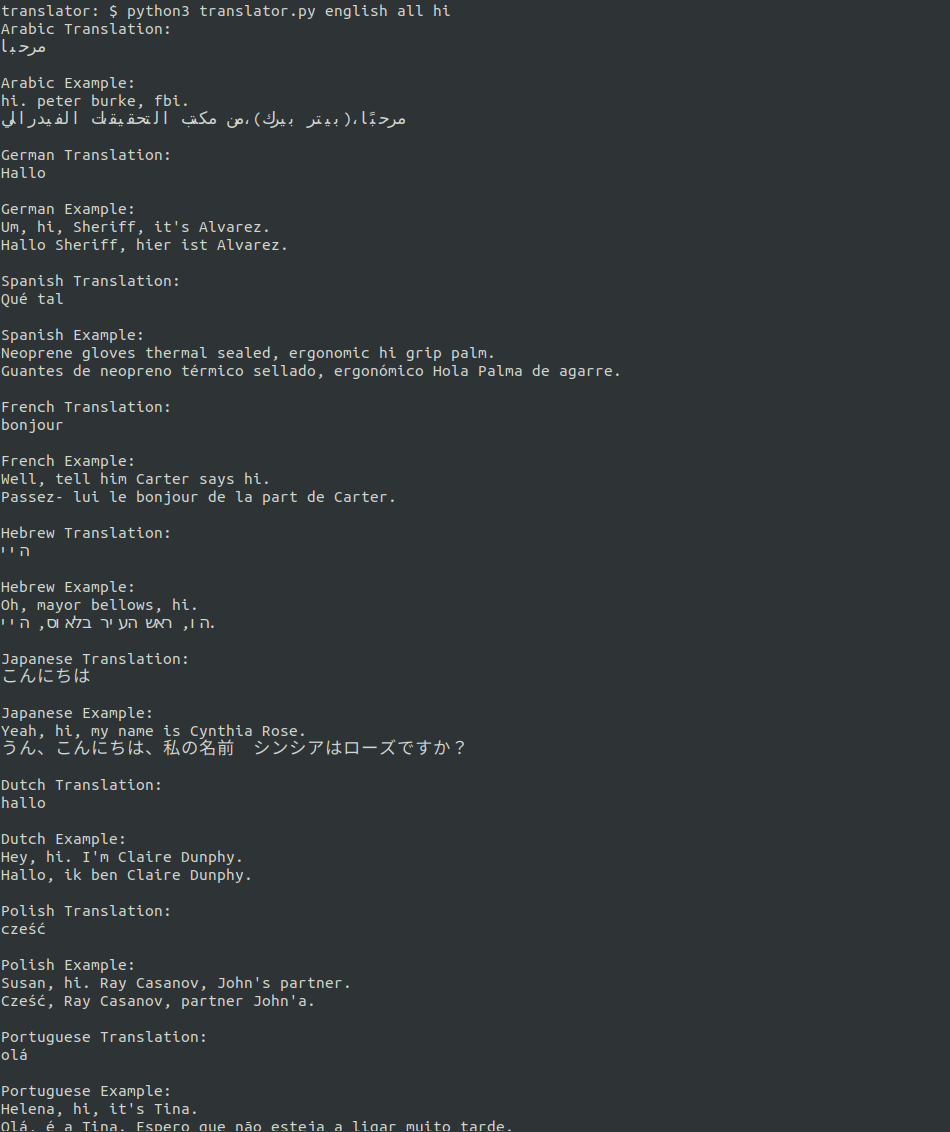 translator: $ python3 translator.py english all hi
Arabic Translation:
مرحبا
Arabic Example:
hi. peter burke, fbi.
مرحبًا،(بيتر بيرك)،من مكتب التحقيقات الفيدرالي
German Translation:
Hallo
German Example:
Um, hi, Sheriff, it's Alvarez.
Hallo Sheriff, hier ist Alvarez.
Spanish Translation:
Qué tal
Spanish Example:
Neoprene gloves thermal sealed, ergonomic hi grip palm.
Guantes de neopreno térmico sellado, ergonómico Hola Palma de agarre.
French Translation:
bonjour
French Example:
Well, tell him Carter says hi.
Passez- lui le bonjour de la part de Carter.
Hebrew Translation:
היי
Hebrew Example:
Oh, mayor bellows, hi.
הו, ראש העיר בלאוס, היי.
Japanese Translation:
こんにちは
Japanese Example:
Yeah, hi, my name is Cynthia Rose.
うん、こんにちは、私の名前　シンシアはローズですか？
Dutch Translation:
hallo
Dutch Example:
Hey, hi. I'm Claire Dunphy.
Hallo, ik ben Claire Dunphy.
Polish Translation:
cześć
Polish Example:
Susan, hi. Ray Casanov, John's partner.
Cześć, Ray Casanov, partner John'a.
Portuguese Translation:
olá
Portuguese Example:
Helena, hi, it's Tina.
Olá, é a Tina. Espero que não esteja a ligar muito tarde.